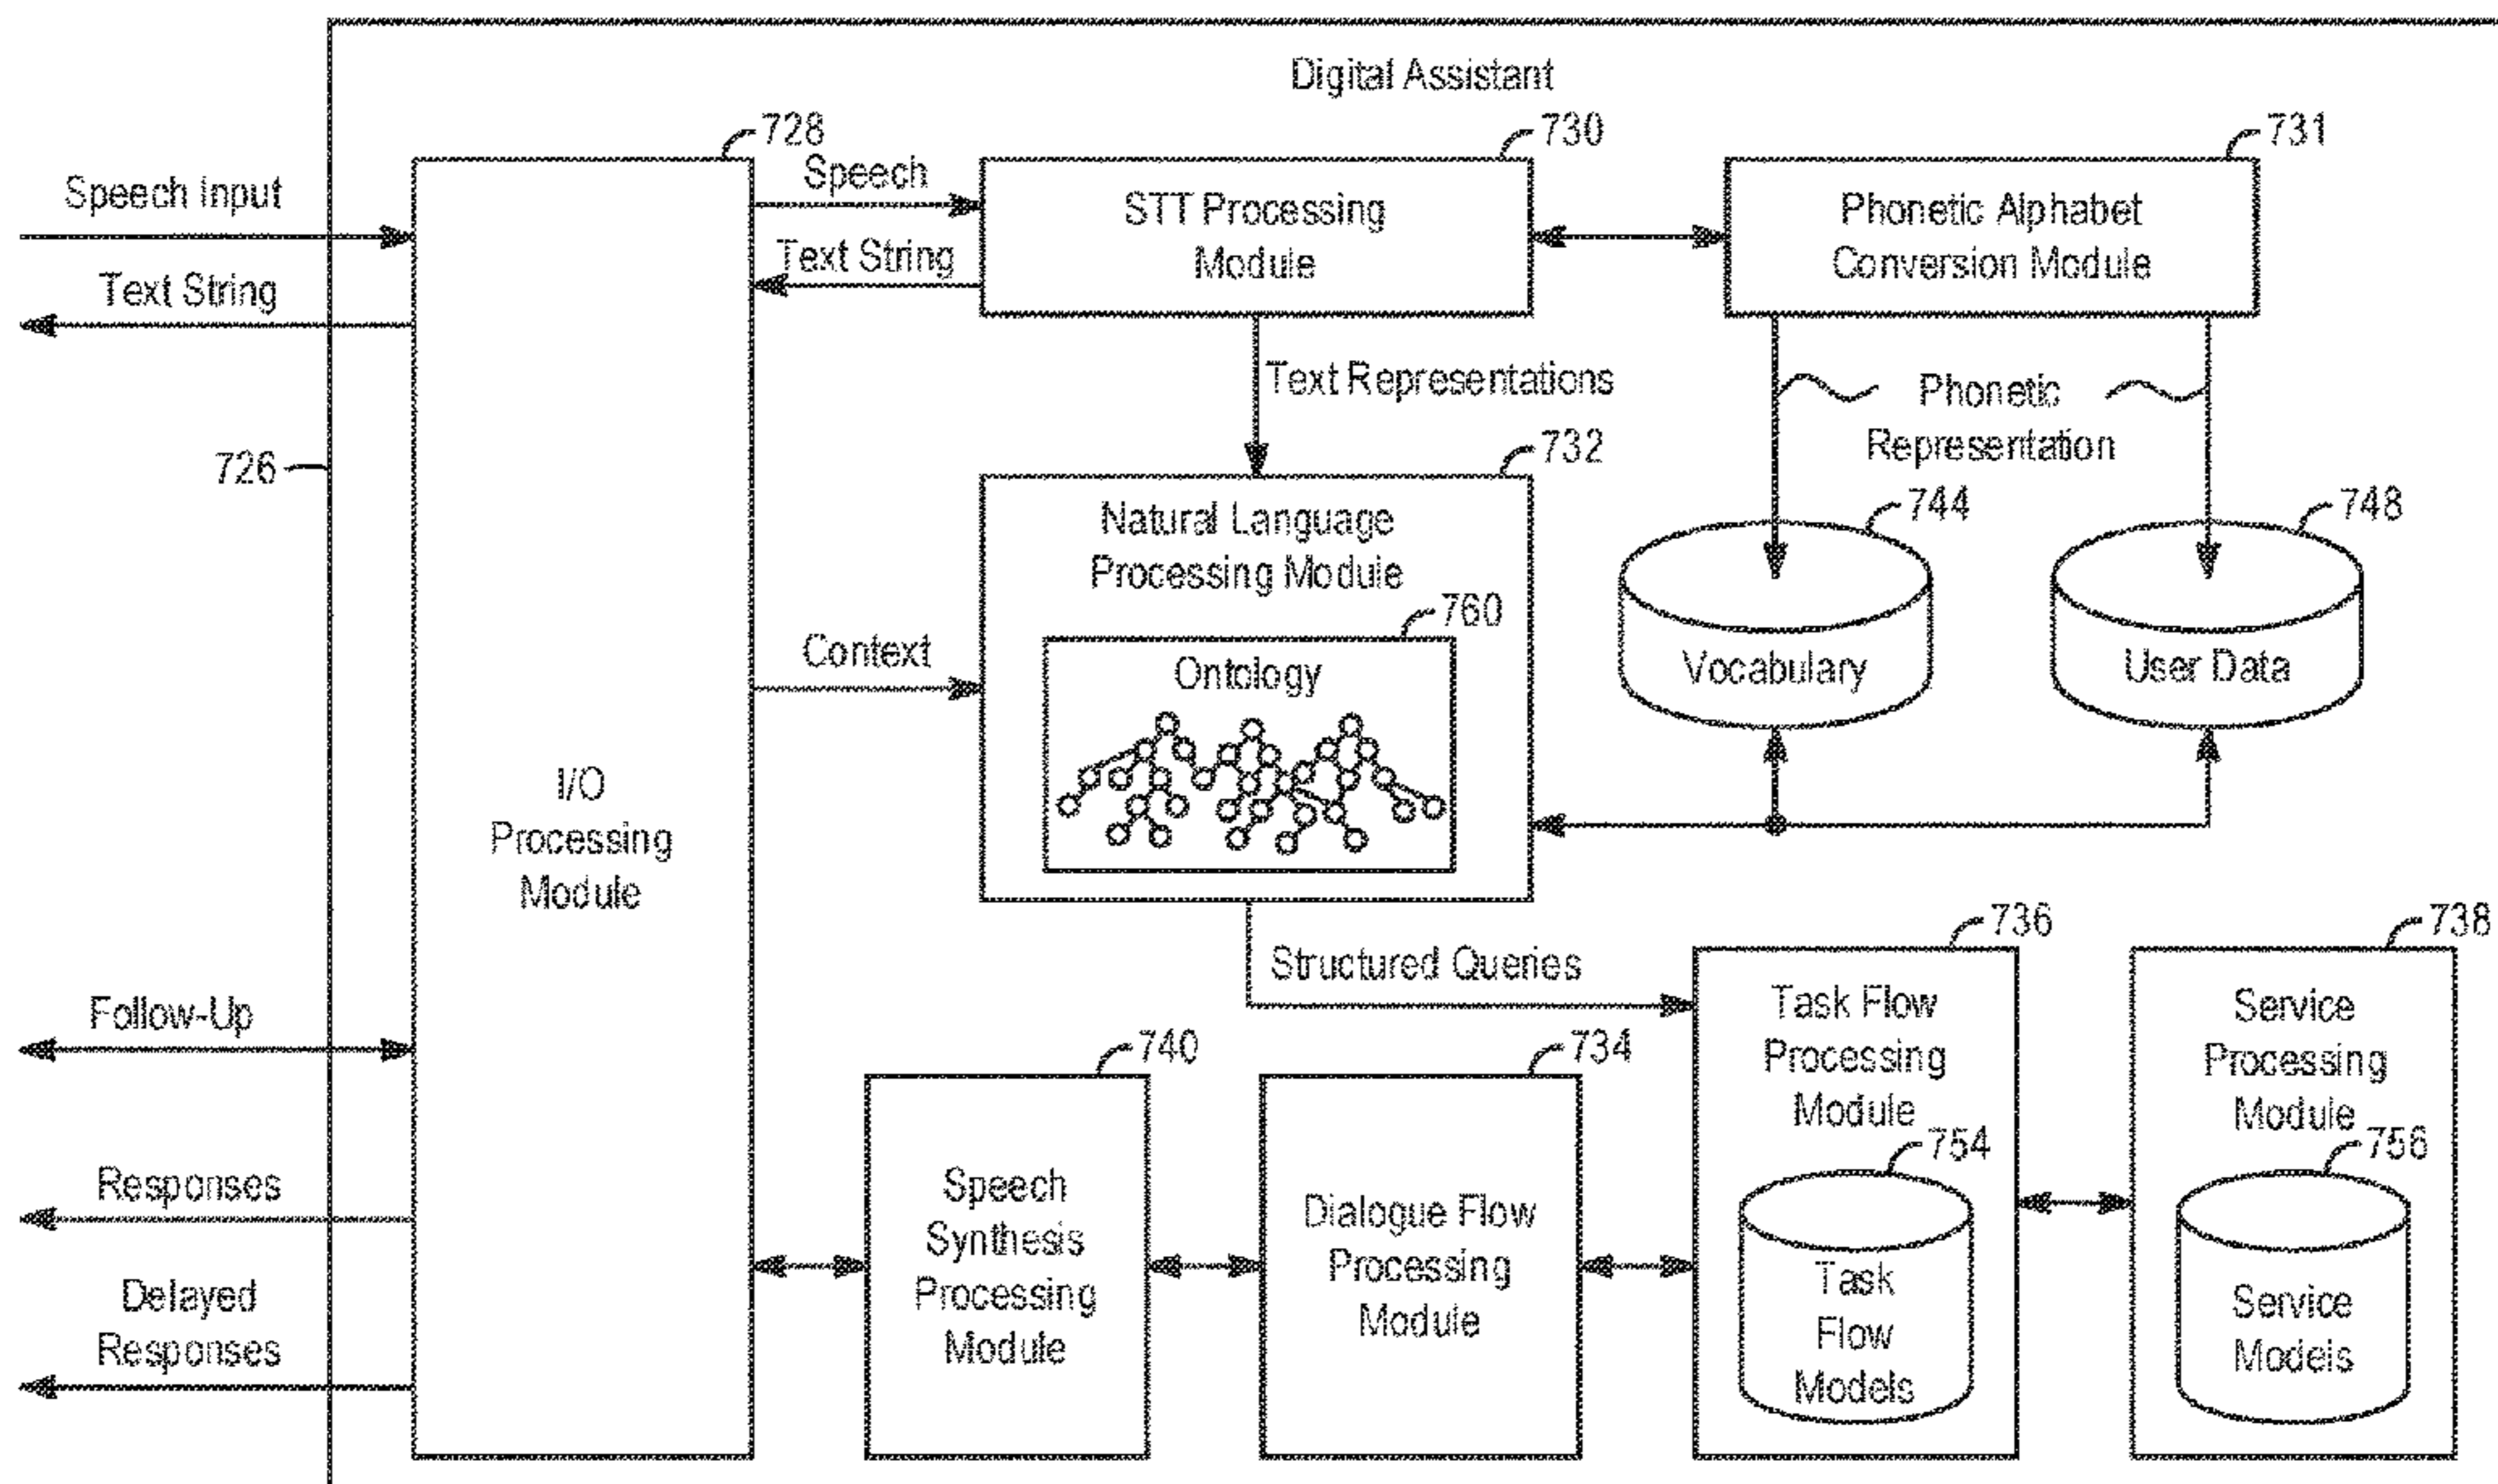 Digital Assistant
728
730
731
Speech Input
Speech
STT Processing
Module
Phonetic Alphabet
Conversion Module
Text String
Text String
Text Representations
Phonetic
Representation
726
732
744
748
Natural Language
Processing Module
760
Context
Ontology
Vocabulary
User Data
I/O
Processing
Module
736
738
Structured Queries
Follow-Up
740
734
Task Flow
Processing
Module
Service
Processing
Module
754
756
Responses
Speech
Synthesis
Processing
Module
Dialogue Flow
Processing
Module
Task
Flow
Models
Service
Models
Delayed
Responses